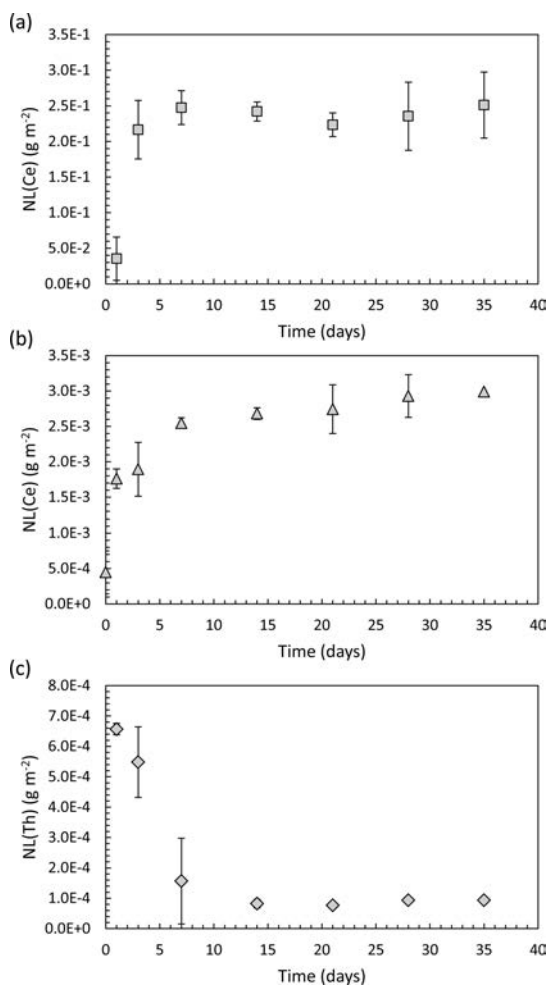 (a)
3.5E-1
3.0E-1
2.5E-1
2.0E-1
1.5E-1
1.0E-1
5.0E-2
0.0E+0
NL(Ce) (g m⁻²)
0 5 10 15 20 25 30 35 40
Time (days)
(b)
3.5E-3
3.0E-3
2.5E-3
2.0E-3
1.5E-3
1.0E-3
5.0E-4
0.0E+0
NL(Ce) (g m⁻²)
0 5 10 15 20 25 30 35 40
Time (days)
(c)
8.0E-4
7.0E-4
6.0E-4
5.0E-4
4.0E-4
3.0E-4
2.0E-4
1.0E-4
0.0E+0
NL(Th) (g m⁻²)
0 5 10 15 20 25 30 35 40
Time (days)